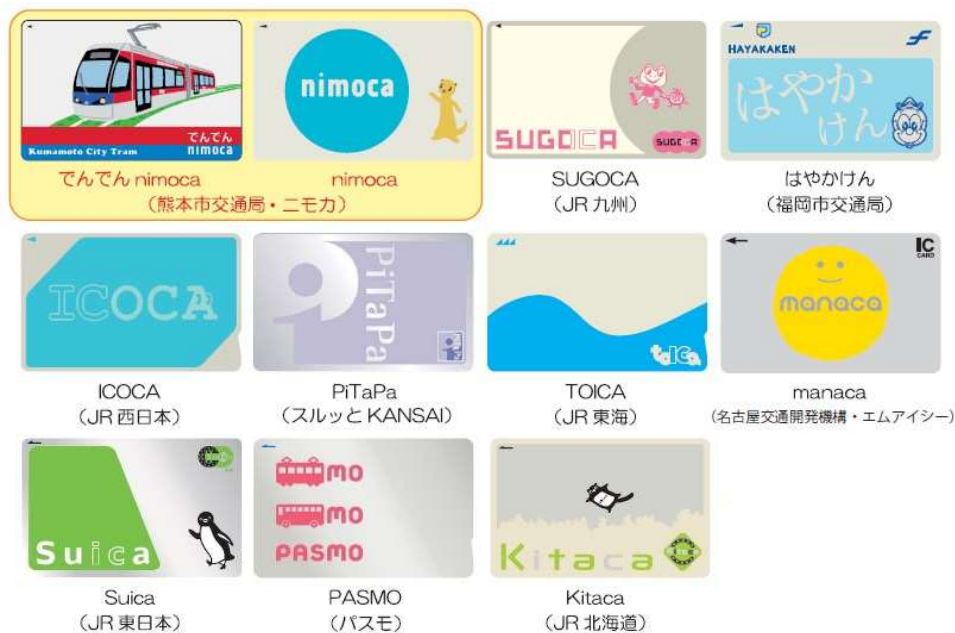 Kumamoto City Tram
でんでん
nimoca
nimoca
SUGOCA
SUGOCA
HAYAKAKEN
はやか
けん
でんでん nimoca
nimoca
(熊本市交通局・ニモカ)
SUGOCA
(JR 九州)
はやかけん
(福岡市交通局)
ICOCA
PiTaPa
toica
IC
CARD
manaca
ICOCA
(JR 西日本)
PiTaPa
(スルッと KANSAI)
TOICA
(JR 東海)
manaca
(名古屋交通開発機構・エムアイシー)
Suica
mo
mo
PASMO
Kitaca
Suica
(JR 東日本)
PASMO
(パスモ)
Kitaca
(JR 北海道)